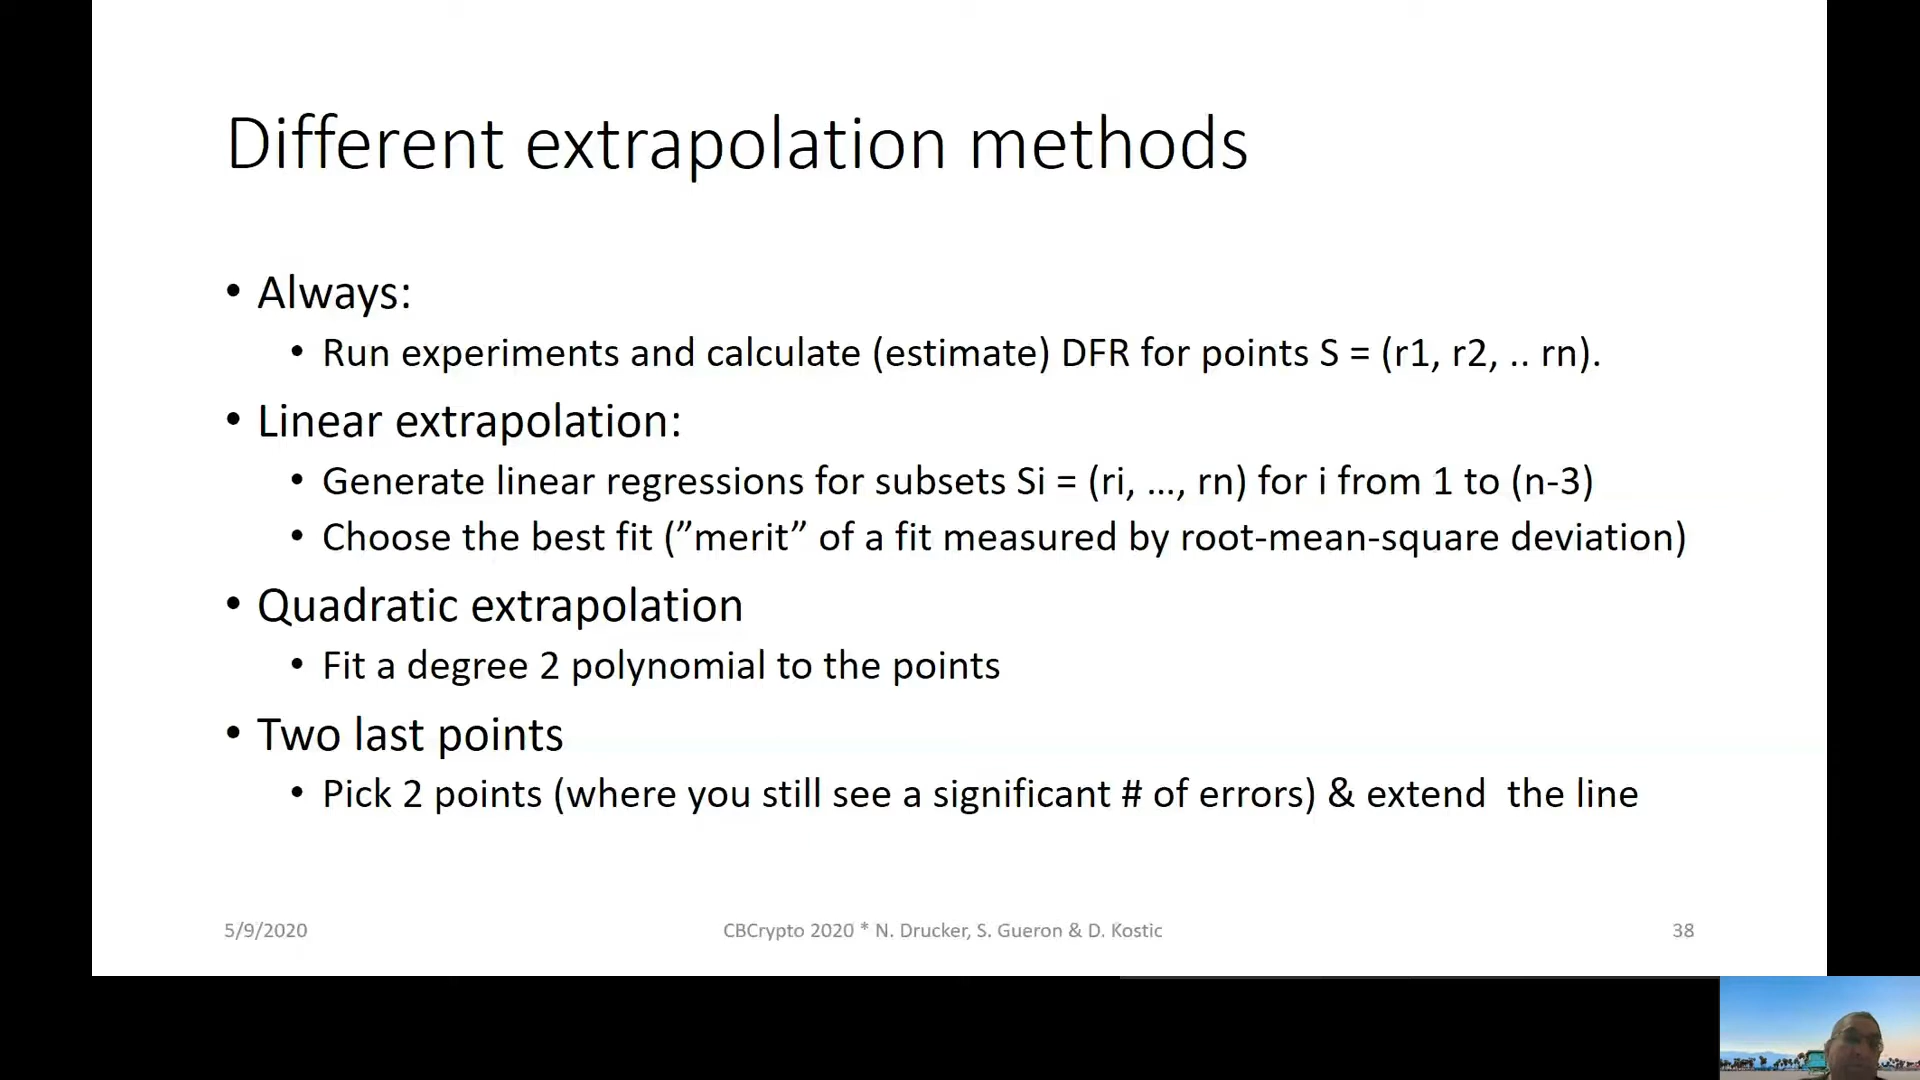 Different extrapolation methods
• Always:
• Run experiments and calculate (estimate) DFR for points S = (r1, r2, .. rn).
• Linear extrapolation:
• Generate linear regressions for subsets Si = (ri, …, rn) for i from 1 to (n-3)
• Choose the best fit (”merit” of a fit measured by root-mean-square deviation)
• Quadratic extrapolation
• Fit a degree 2 polynomial to the points
• Two last points
• Pick 2 points (where you still see a significant # of errors) & extend  the line
5/9/2020
CBCrypto 2020 * N. Drucker, S. Gueron & D. Kostic
38